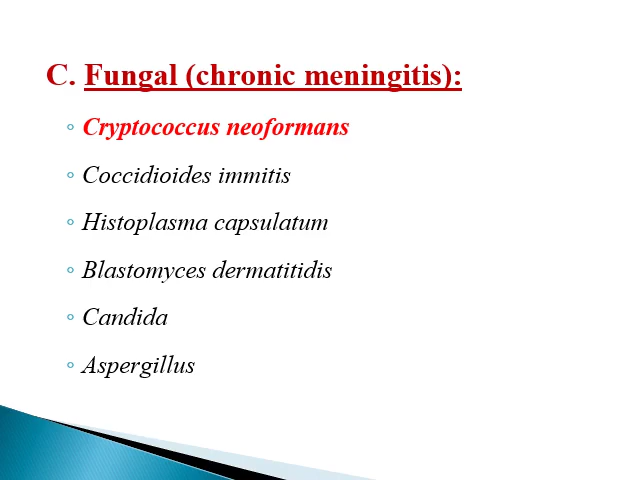 C. Fungal (chronic meningitis):
◦ Cryptococcus neoformans
◦ Coccidioides immitis
◦ Histoplasma capsulatum
◦ Blastomyces dermatitidis
◦ Candida
◦ Aspergillus